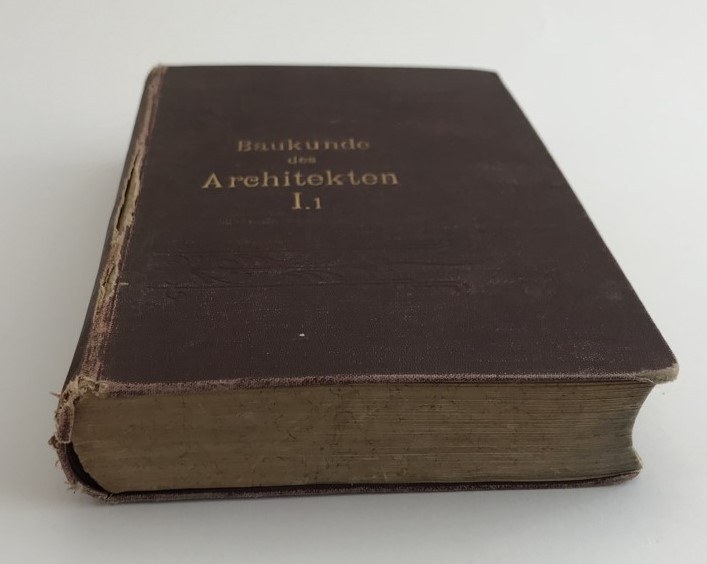 Baukunde
des
Architekten
I.1